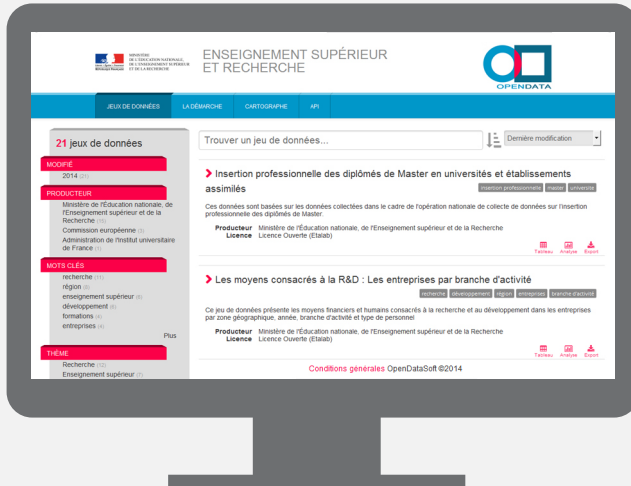 MINISTÈRE
DE L'ÉDUCATION NATIONALE,
DE L'ENSEIGNEMENT SUPÉRIEUR
ET DE LA RECHERCHE
ENSEIGNEMENT SUPÉRIEUR
ET RECHERCHE
OPENDATA
JEUX DE DONNÉES LA DÉMARCHE CARTOGRAPHE API
21 jeux de données
MODIFIÉ
2014 (21)
PRODUCTEUR
Ministère de l'Éducation nationale, de
l'Enseignement supérieur et de la
Recherche (15)
Commission européenne (3)
Administration de l'Institut universitaire
de France (1)
MOTS CLÉS
recherche (11)
région (8)
enseignement supérieur (6)
développement (6)
formations (4)
entreprises (4)
Plus
THÈME
Recherche (12)
Enseignement supérieur (7)
Trouver un jeu de données...
Dernière modification
Insertion professionnelle des diplômés de Master en universités et établissements
assimilés
insertion professionnelle master universite
Ces données sont basées sur les données collectées dans le cadre de l'opération nationale de collecte de données sur l'insertion
professionnelle des diplômés de Master.
Producteur Ministère de l'Éducation nationale, de l'Enseignement supérieur et de la Recherche
Licence Licence Ouverte (Etalab)
Tableau Analyse Export
Les moyens consacrés à la R&D : Les entreprises par branche d'activité
recherche développement région entreprises branche d'activité
Ce jeu de données présente les moyens financiers et humains consacrés à la recherche et au développement dans les entreprises
par zone géographique, année, branche d'activité et type de personnel
Producteur Ministère de l'Éducation nationale, de l'Enseignement supérieur et de la Recherche
Licence Licence Ouverte (Etalab)
Tableau Analyse Export
Conditions générales OpenDataSoft ©2014